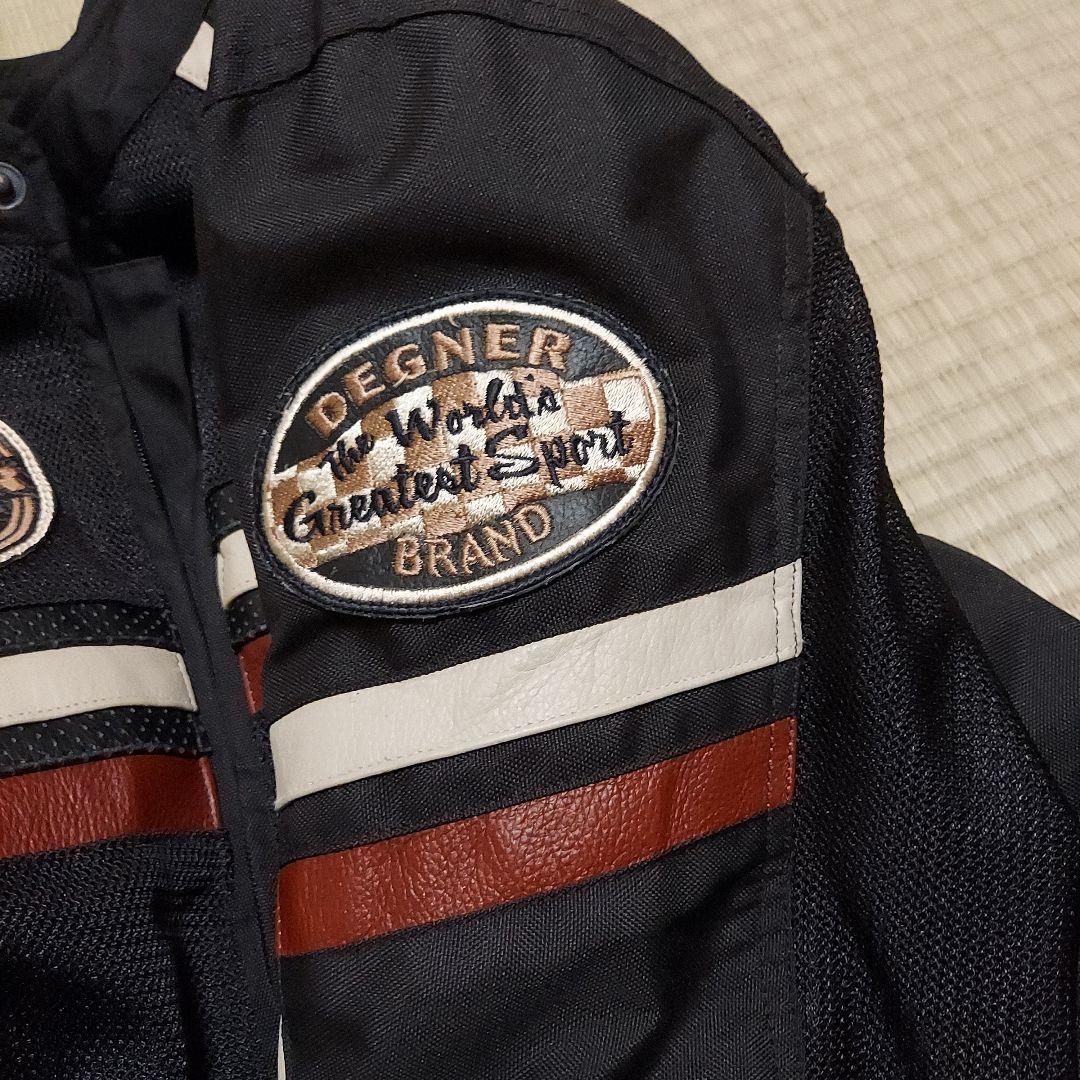 DEGNER
The World's
Greatest Sport
BRAND